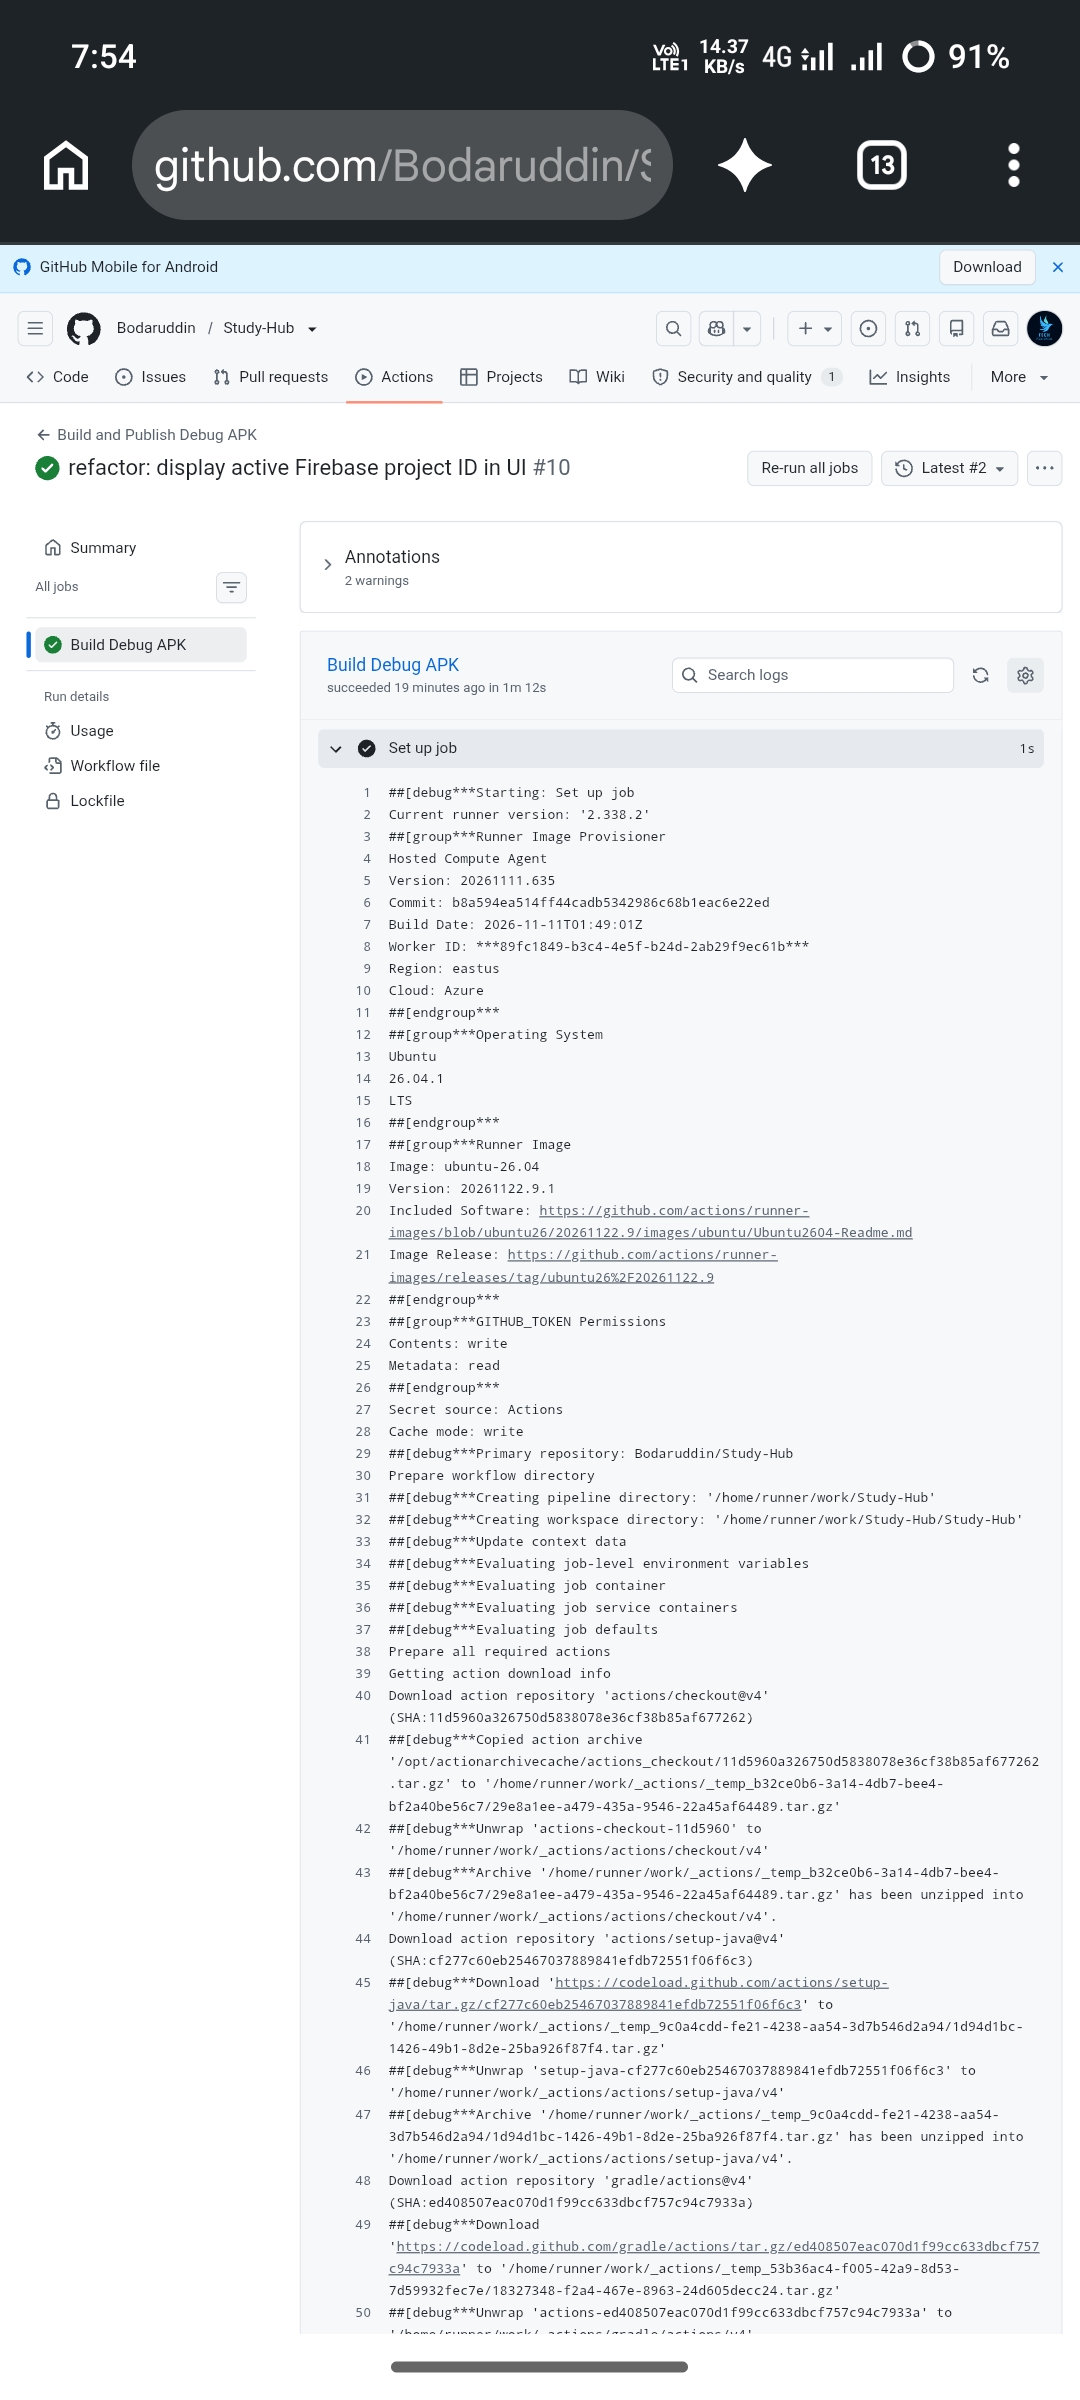 7:54
Vo)) LTE1
14.37 KB/s
4G
91%
github.com/Bodaruddin/S
13
GitHub Mobile for Android
Download
Bodaruddin / Study-Hub
Code
Issues
Pull requests
Actions
Projects
Wiki
Security and quality 1
Insights
More
Build and Publish Debug APK
refactor: display active Firebase project ID in UI #10
Re-run all jobs
Latest #2
Summary
All jobs
Build Debug APK
Run details
Usage
Workflow file
Lockfile
Annotations
2 warnings
Build Debug APK
succeeded 19 minutes ago in 1m 12s
Search logs
Set up job
1s
1 ##[debug***Starting: Set up job
2 Current runner version: '2.338.2'
3 ##[group***Runner Image Provisioner
4 Hosted Compute Agent
5 Version: 20261111.635
6 Commit: b8a594ea514ff44cadb5342986c68b1eac6e22ed
7 Build Date: 2026-11-11T01:49:01Z
8 Worker ID: ***89fc1849-b3c4-4e5f-b24d-2ab29f9ec61b***
9 Region: eastus
10 Cloud: Azure
11 ##[endgroup***
12 ##[group***Operating System
13 Ubuntu
14 26.04.1
15 LTS
16 ##[endgroup***
17 ##[group***Runner Image
18 Image: ubuntu-26.04
19 Version: 20261122.9.1
20 Included Software: https://github.com/actions/runner-
images/blob/ubuntu26/20261122.9/images/ubuntu/Ubuntu2604-Readme.md
21 Image Release: https://github.com/actions/runner-
images/releases/tag/ubuntu26%2F20261122.9
22 ##[endgroup***
23 ##[group***GITHUB_TOKEN Permissions
24 Contents: write
25 Metadata: read
26 ##[endgroup***
27 Secret source: Actions
28 Cache mode: write
29 ##[debug***Primary repository: Bodaruddin/Study-Hub
30 Prepare workflow directory
31 ##[debug***Creating pipeline directory: '/home/runner/work/Study-Hub'
32 ##[debug***Creating workspace directory: '/home/runner/work/Study-Hub/Study-Hub'
33 ##[debug***Update context data
34 ##[debug***Evaluating job-level environment variables
35 ##[debug***Evaluating job container
36 ##[debug***Evaluating job service containers
37 ##[debug***Evaluating job defaults
38 Prepare all required actions
39 Getting action download info
40 Download action repository 'actions/checkout@v4'
(SHA:11d5960a326750d5838078e36cf38b85af677262)
41 ##[debug***Copied action archive
'/opt/actionarchivecache/actions_checkout/11d5960a326750d5838078e36cf38b85af677262
.tar.gz' to '/home/runner/work/_actions/_temp_b32ce0b6-3a14-4db7-bee4-
bf2a40be56c7/29e8a1ee-a479-435a-9546-22a45af64489.tar.gz'
42 ##[debug***Unwrap 'actions-checkout-11d5960' to
'/home/runner/work/_actions/actions/checkout/v4'
43 ##[debug***Archive '/home/runner/work/_actions/_temp_b32ce0b6-3a14-4db7-bee4-
bf2a40be56c7/29e8a1ee-a479-435a-9546-22a45af64489.tar.gz' has been unzipped into
'/home/runner/work/_actions/actions/checkout/v4'.
44 Download action repository 'actions/setup-java@v4'
(SHA:cf277c60eb25467037889841efdb72551f06f6c3)
45 ##[debug***Download 'https://codeload.github.com/actions/setup-
java/tar.gz/cf277c60eb25467037889841efdb72551f06f6c3' to
'/home/runner/work/_actions/_temp_9c0a4cdd-fe21-4238-aa54-3d7b546d2a94/1d94d1bc-
1426-49b1-8d2e-25ba926f87f4.tar.gz'
46 ##[debug***Unwrap 'setup-java-cf277c60eb25467037889841efdb72551f06f6c3' to
'/home/runner/work/_actions/actions/setup-java/v4'
47 ##[debug***Archive '/home/runner/work/_actions/_temp_9c0a4cdd-fe21-4238-aa54-
3d7b546d2a94/1d94d1bc-1426-49b1-8d2e-25ba926f87f4.tar.gz' has been unzipped into
'/home/runner/work/_actions/actions/setup-java/v4'.
48 Download action repository 'gradle/actions@v4'
(SHA:ed408507eac070d1f99cc633dbcf757c94c7933a)
49 ##[debug***Download
'https://codeload.github.com/gradle/actions/tar.gz/ed408507eac070d1f99cc633dbcf757
c94c7933a' to '/home/runner/work/_actions/_temp_53b36ac4-f005-42a9-8d53-
7d59932fec7e/18327348-f2a4-467e-8963-24d605decc24.tar.gz'
50 ##[debug***Unwrap 'actions-ed408507eac070d1f99cc633dbcf757c94c7933a' to
'/home/runner/work/_actions/gradle/actions/v4'